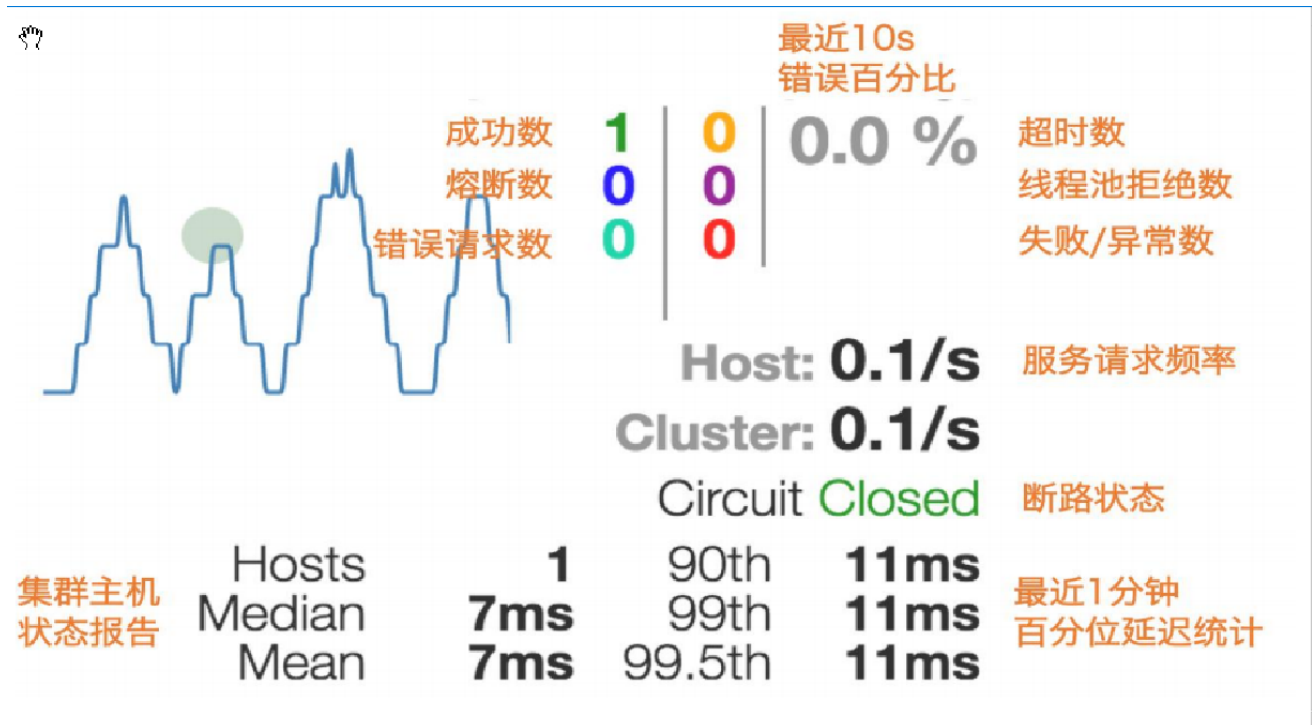 最近10s
错误百分比
成功数 1 0 0.0 % 超时数
熔断数 0 0 线程池拒绝数
错误请求数 0 0 失败/异常数
Host: 0.1/s 服务请求频率
Cluster: 0.1/s
Circuit Closed 断路状态
集群主机
状态报告
Hosts 1 90th 11ms
Median 7ms 99th 11ms
Mean 7ms 99.5th 11ms
最近1分钟
百分位延迟统计